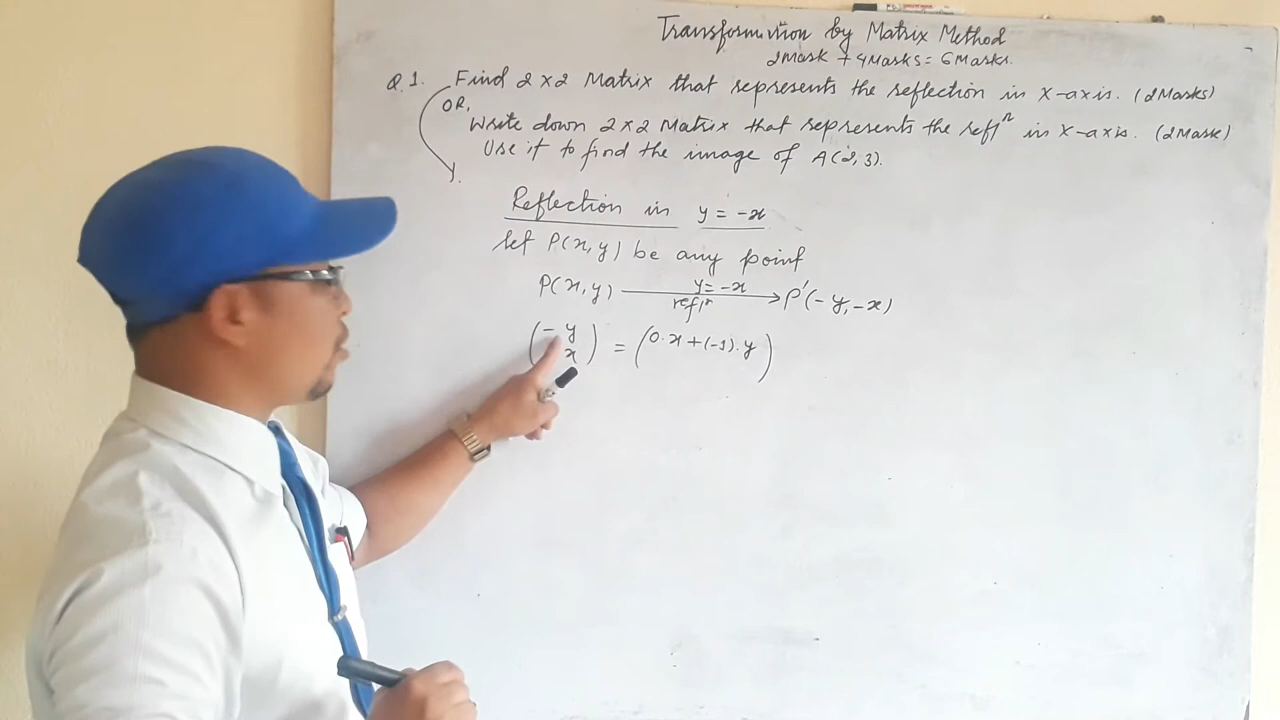 Transformation by Matrix Method
2Mark + 4Marks = 6Marks.
Q.1. Find 2 x 2 Matrix that represents the reflection in X-axis. (2Marks)
OR,
Write down 2 x 2 Matrix that represents the reflⁿ in X-axis. (2Mark)
Use it to find the image of A(2, 3).
Reflection in y = -x
let P(x, y) be any point
P(x, y) y = -x P'(-y, -x)
reflⁿ
(- y
x) = (0.x + (-1).y)